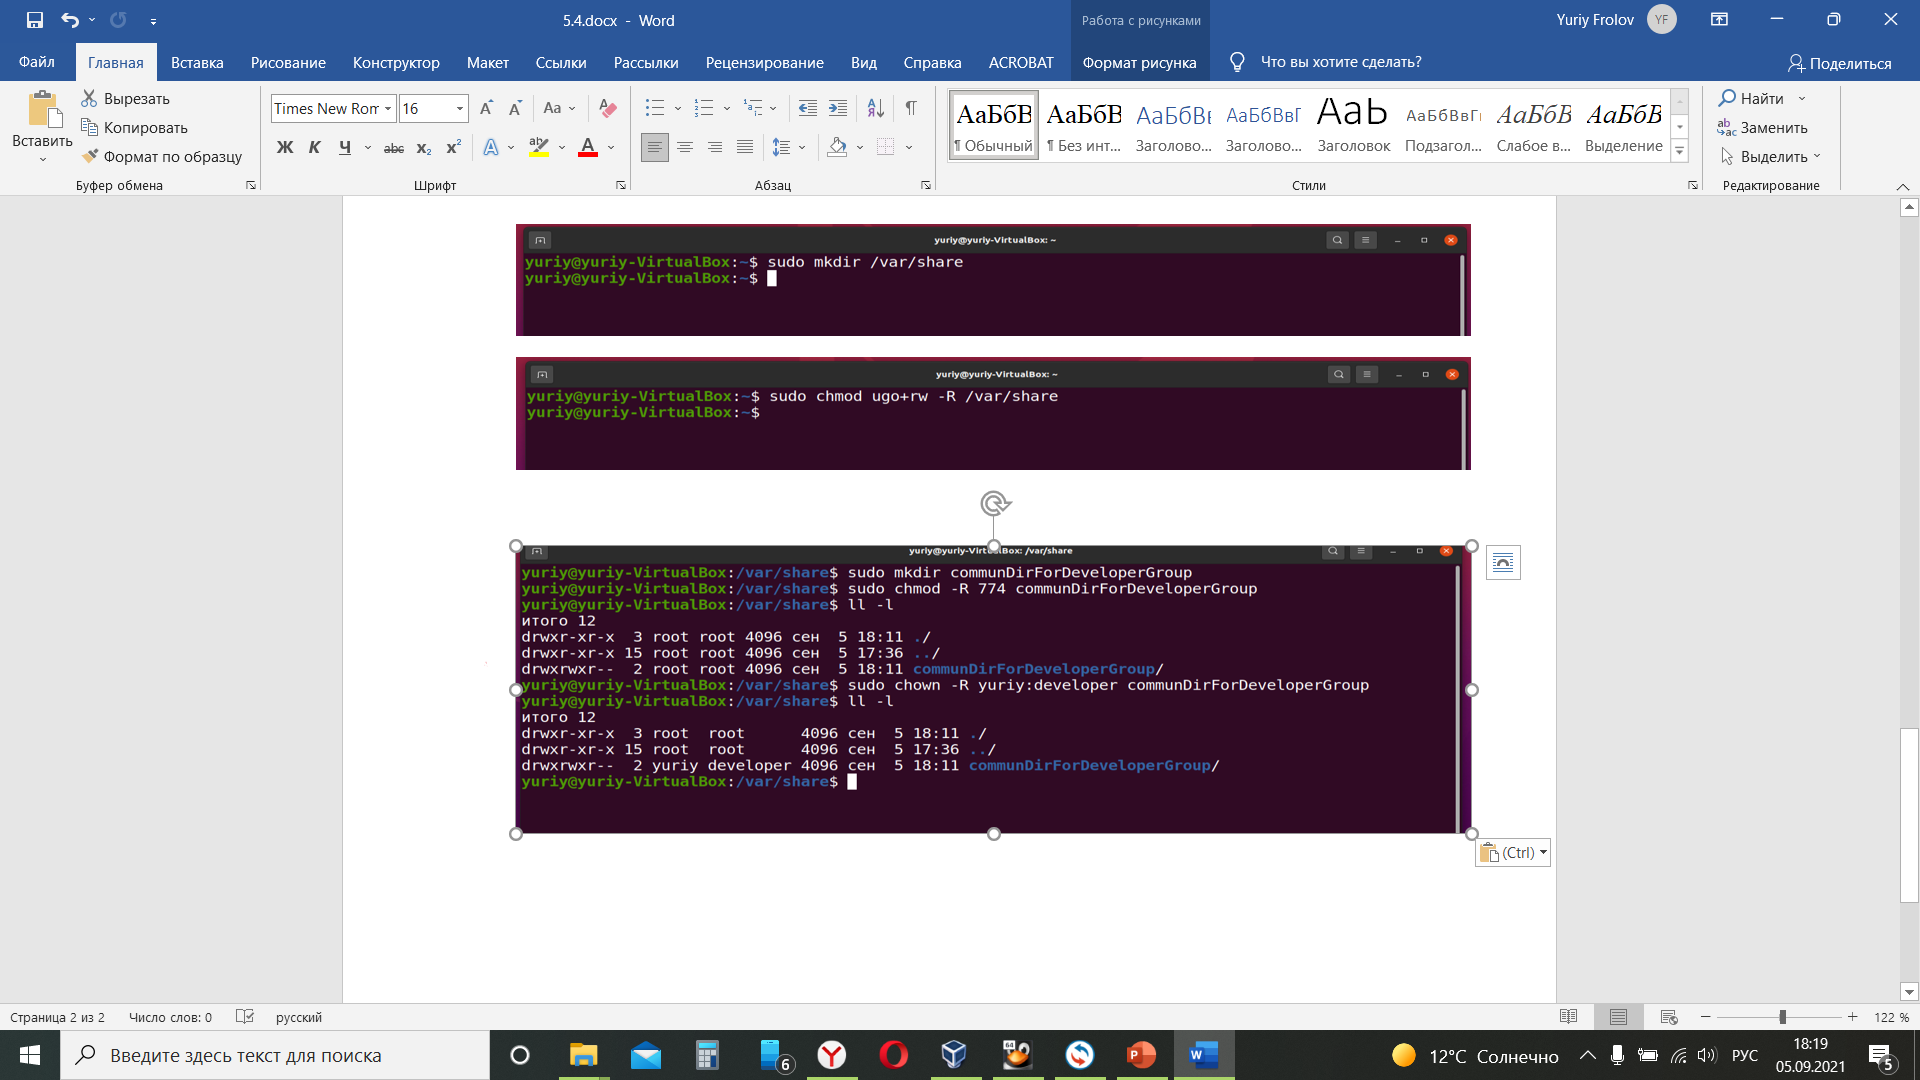 5.4.docx - Word
Работа с рисунками
Yuriy Frolov
YF
Файл
Главная
Вставка
Рисование
Конструктор
Макет
Ссылки
Рассылки
Рецензирование
Вид
Справка
ACROBAT
Формат рисунка
Что вы хотите сделать?
Поделиться
Вставить
Вырезать
Копировать
Формат по образцу
Буфер обмена
Times New Ron
16
Aa
Ж К Ч abc x₂ x²
Шрифт
Абзац
АаБбВ
¶ Обычный
АаБбВ
¶ Без инт...
АаБбВı
Заголово...
АаБбВвГ
Заголово...
АаЬ
Заголовок
АаБбВвГı
Подзагол...
АаБбВ
Слабое в...
АаБбВ
Выделение
Стили
Найти
Заменить
Выделить
Редактирование
yuriy@yuriy-VirtualBox: ~
yuriy@yuriy-VirtualBox:~$ sudo mkdir /var/share
yuriy@yuriy-VirtualBox:~$
yuriy@yuriy-VirtualBox: ~
yuriy@yuriy-VirtualBox:~$ sudo chmod ugo+rw -R /var/share
yuriy@yuriy-VirtualBox:~$
yuriy@yuriy-VirtualBox: /var/share
yuriy@yuriy-VirtualBox:/var/share$ sudo mkdir communDirForDeveloperGroup
yuriy@yuriy-VirtualBox:/var/share$ sudo chmod -R 774 communDirForDeveloperGroup
yuriy@yuriy-VirtualBox:/var/share$ ll -l
итого 12
drwxr-xr-x 3 root root 4096 сен 5 18:11 ./
drwxr-xr-x 15 root root 4096 сен 5 17:36 ../
drwxrwxr-- 2 root root 4096 сен 5 18:11 communDirForDeveloperGroup/
yuriy@yuriy-VirtualBox:/var/share$ sudo chown -R yuriy:developer communDirForDeveloperGroup
yuriy@yuriy-VirtualBox:/var/share$ ll -l
итого 12
drwxr-xr-x 3 root root 4096 сен 5 18:11 ./
drwxr-xr-x 15 root root 4096 сен 5 17:36 ../
drwxrwxr-- 2 yuriy developer 4096 сен 5 18:11 communDirForDeveloperGroup/
yuriy@yuriy-VirtualBox:/var/share$
(Ctrl)
Страница 2 из 2
Число слов: 0
русский
122 %
Введите здесь текст для поиска
6
12°C Солнечно
РУС
18:19
05.09.2021
5